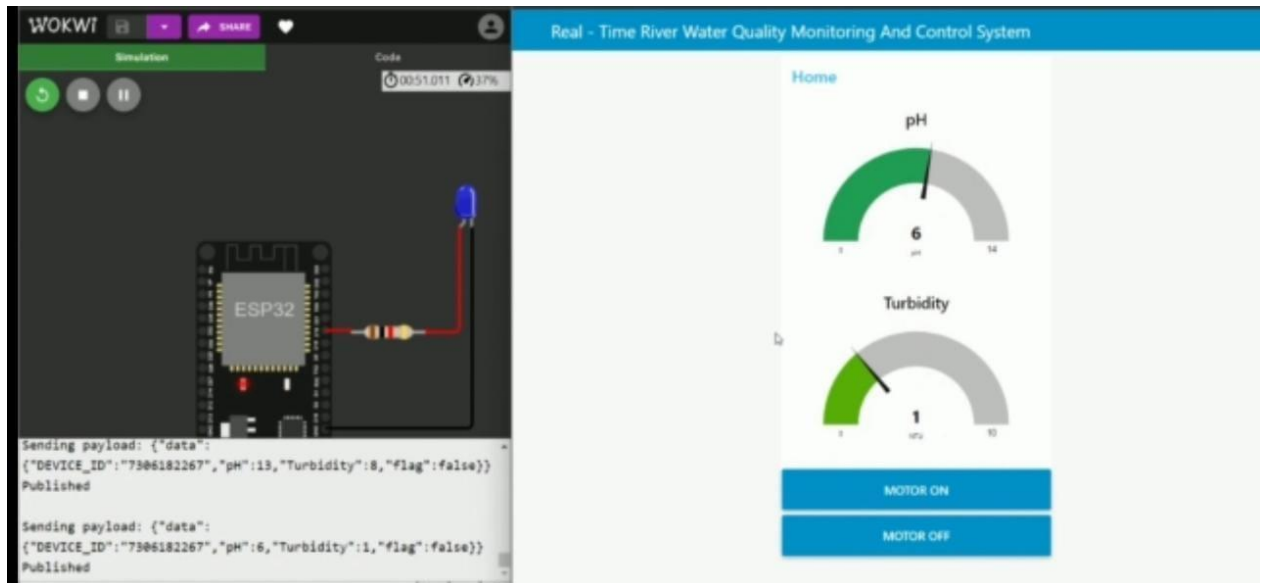 WOKWI
SHARE
Simulation
Code
00:51.011 37%
ESP32
Sending payload: {"data":
{"DEVICE_ID":"7306182267","pH":13,"Turbidity":8,"flag":false}}
Published
Sending payload: {"data":
{"DEVICE_ID":"7306182267","pH":6,"Turbidity":1,"flag":false}}
Published
Real - Time River Water Quality Monitoring And Control System
Home
pH
6
pH
14
Turbidity
1
NTU
10
MOTOR ON
MOTOR OFF